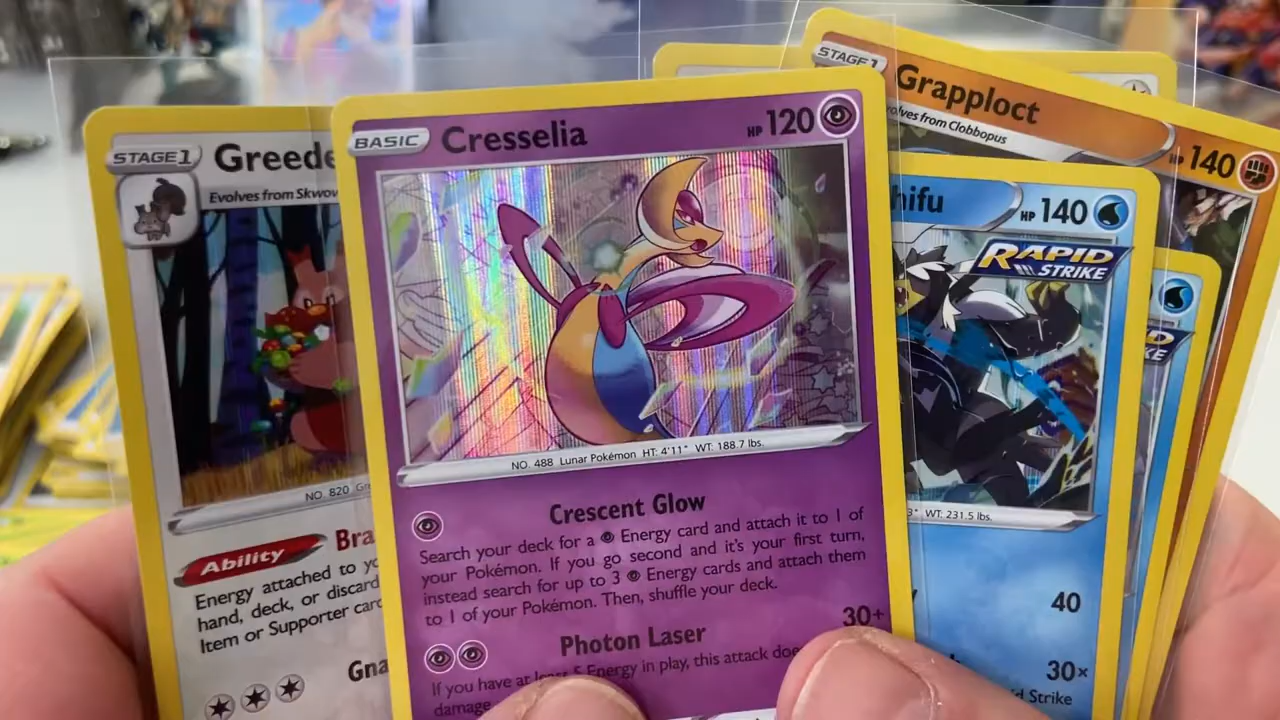 STAGE 1
Greede
Evolves from Skwov
NO. 820 Gre
Ability Bra
Energy attached to yo
hand, deck, or discard
Item or Supporter card
Gna
BASIC Cresselia HP 120
NO. 488 Lunar Pokémon HT: 4'11" WT: 188.7 lbs.
Crescent Glow
Search your deck for a Energy card and attach it to 1 of
your Pokémon. If you go second and it's your first turn,
instead search for up to 3 Energy cards and attach them
to 1 of your Pokémon. Then, shuffle your deck.
Photon Laser 30+
If you have at least 5 Energy in play, this attack doe
damage
STAGE 1 Grapploct HP 140
volves from Clobbopus
hifu HP 140
RAPID
STRIKE
3" WT: 231.5 lbs.
40
30×
d Strike
KE